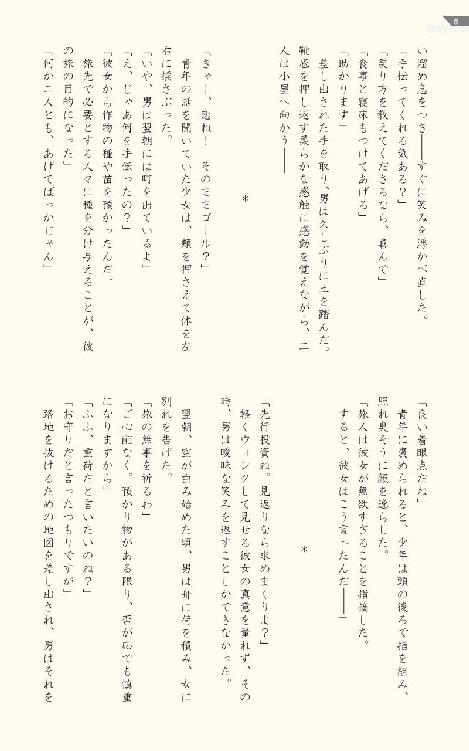 6
い溜め息をつき――すぐに笑みを浮かべ直した。
「手伝ってくれる気ある？」
「戻り方を教えてくださるなら、喜んで」
「食事と寝床もつけてあげる」
「助かります」
差し出された手を取り、男は久しぶりに土を踏んだ。
靴底を押し返す柔らかな感触に感動を覚えながら、二
人は小屋へ向かう――
＊
「きゃー、恋れ！　そのままゴール？」
青年の話を聞いていた少女は、頬を押さえて体を左
右に揺さぶった。
「いや、男は翌朝には町を出ているよ」
「え、じゃあ何を手伝ったの？」
「彼女から作物の種や苗を預かったんだ。
旅先で必要とする人々に種を分け与えることが、彼
の旅の目的になった」
「何か二人とも、あげてばっかじゃん」
「良い着眼点だね」
青年に褒められると、少年は頭の後ろで指を組み、
照れ臭そうに顔を逸らした。
「旅人は彼女が無欲すぎることを指摘した。
すると、彼女はこう言ったんだ――」
＊
「先行投資ね。見返りなら求めまくりよ？」
軽くウィンクして見せる彼女の真意を量れず、その
時、男は曖昧な笑みを返すことしかできなかった。
翌朝、空が白み始めた頃、男は舟に荷を積み、女に
別れを告げた。
「旅の無事を祈るわ」
「ご心配なく。預かり物がある限り、否が応でも慎重
になりますから」
「ふふ、重荷だと言いたいのね？」
「お守りだと言ったつもりですが」
路地を抜けるための地図を差し出され、男はそれを